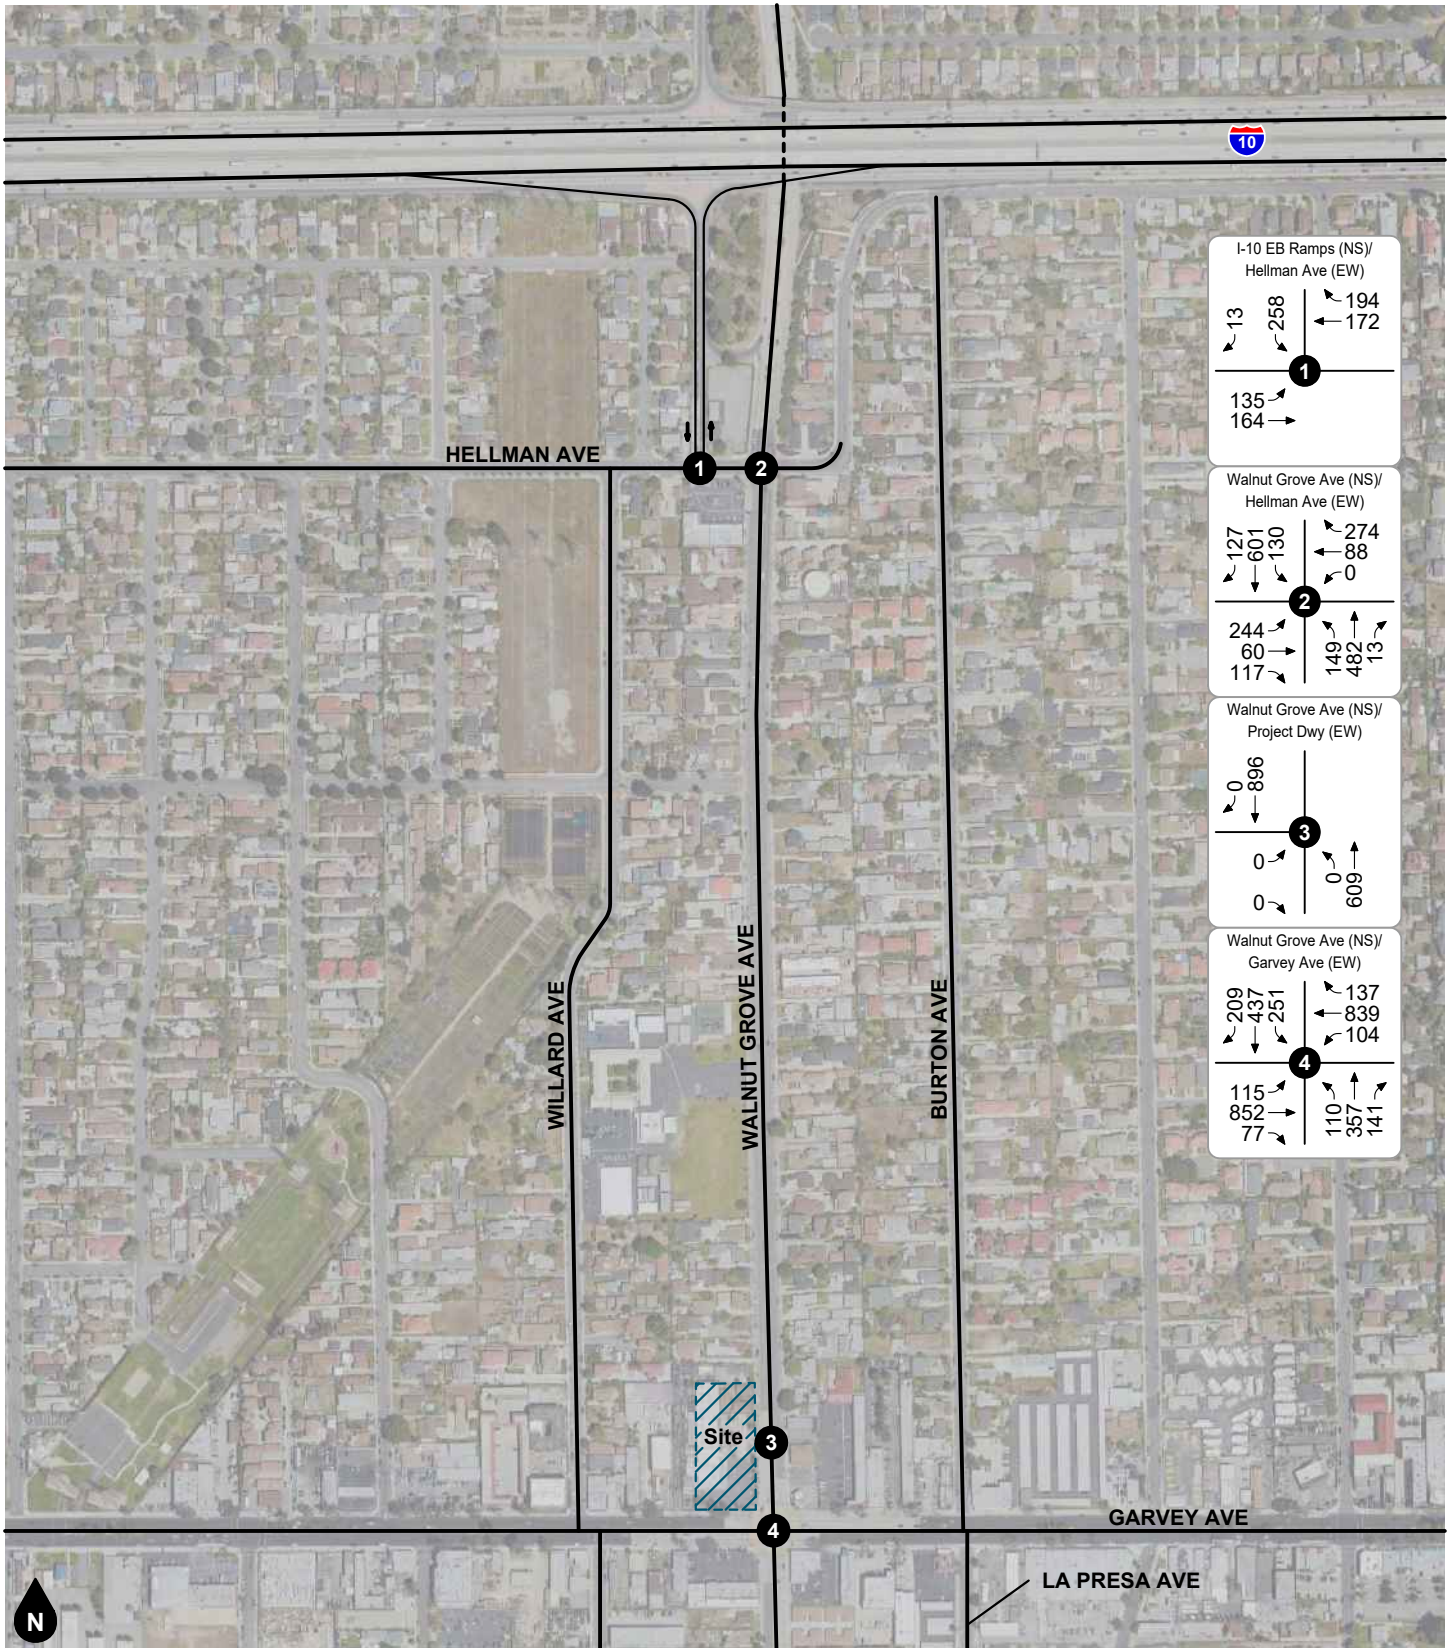 10
I-10 EB Ramps (NS)/
Hellman Ave (EW)
13
258
194
172
1
135
164
HELLMAN AVE
1
2
Walnut Grove Ave (NS)/
Hellman Ave (EW)
127
601
130
274
88
0
2
244
60
117
149
482
13
Walnut Grove Ave (NS)/
Project Dwy (EW)
0
896
3
0
0
0
609
Walnut Grove Ave (NS)/
Garvey Ave (EW)
209
437
251
137
839
104
4
115
852
77
110
357
141
WILLARD AVE
WALNUT GROVE AVE
BURTON AVE
Site
3
4
GARVEY AVE
LA PRESA AVE
N